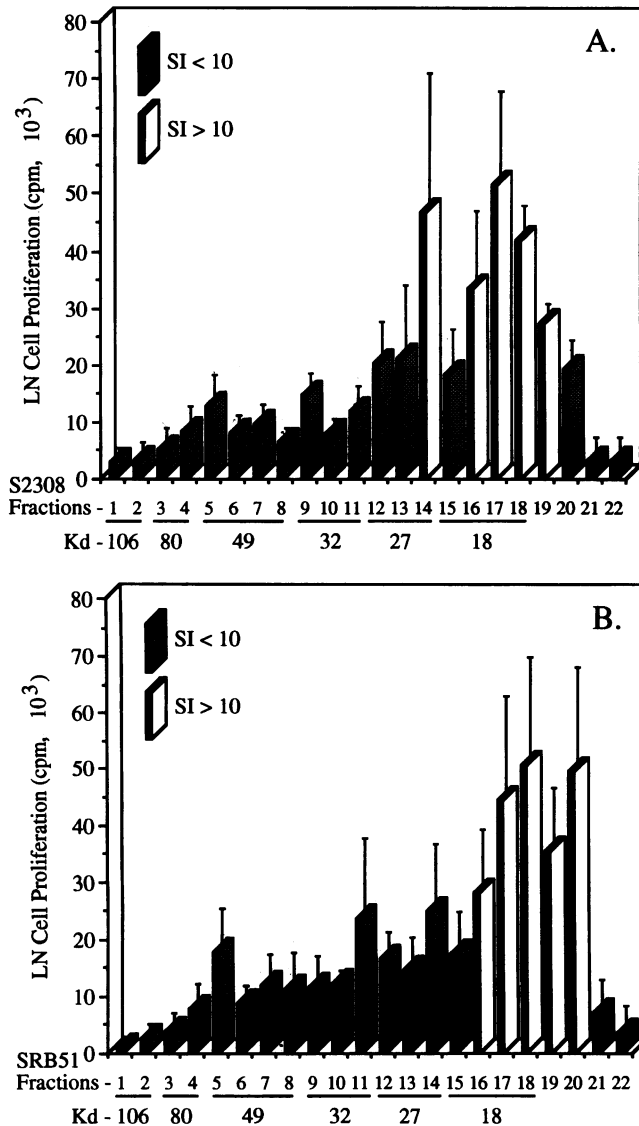 A.
SI < 10
SI > 10
LN Cell Proliferation (cpm, 10³)
80
70
60
50
40
30
20
10
0
S2308
Fractions - 1 2 3 4 5 6 7 8 9 10 11 12 13 14 15 16 17 18 19 20 21 22
Kd - 106 80 49 32 27 18
B.
SI < 10
SI > 10
LN Cell Proliferation (cpm, 10³)
80
70
60
50
40
30
20
10
0
SRB51
Fractions - 1 2 3 4 5 6 7 8 9 10 11 12 13 14 15 16 17 18 19 20 21 22
Kd - 106 80 49 32 27 18